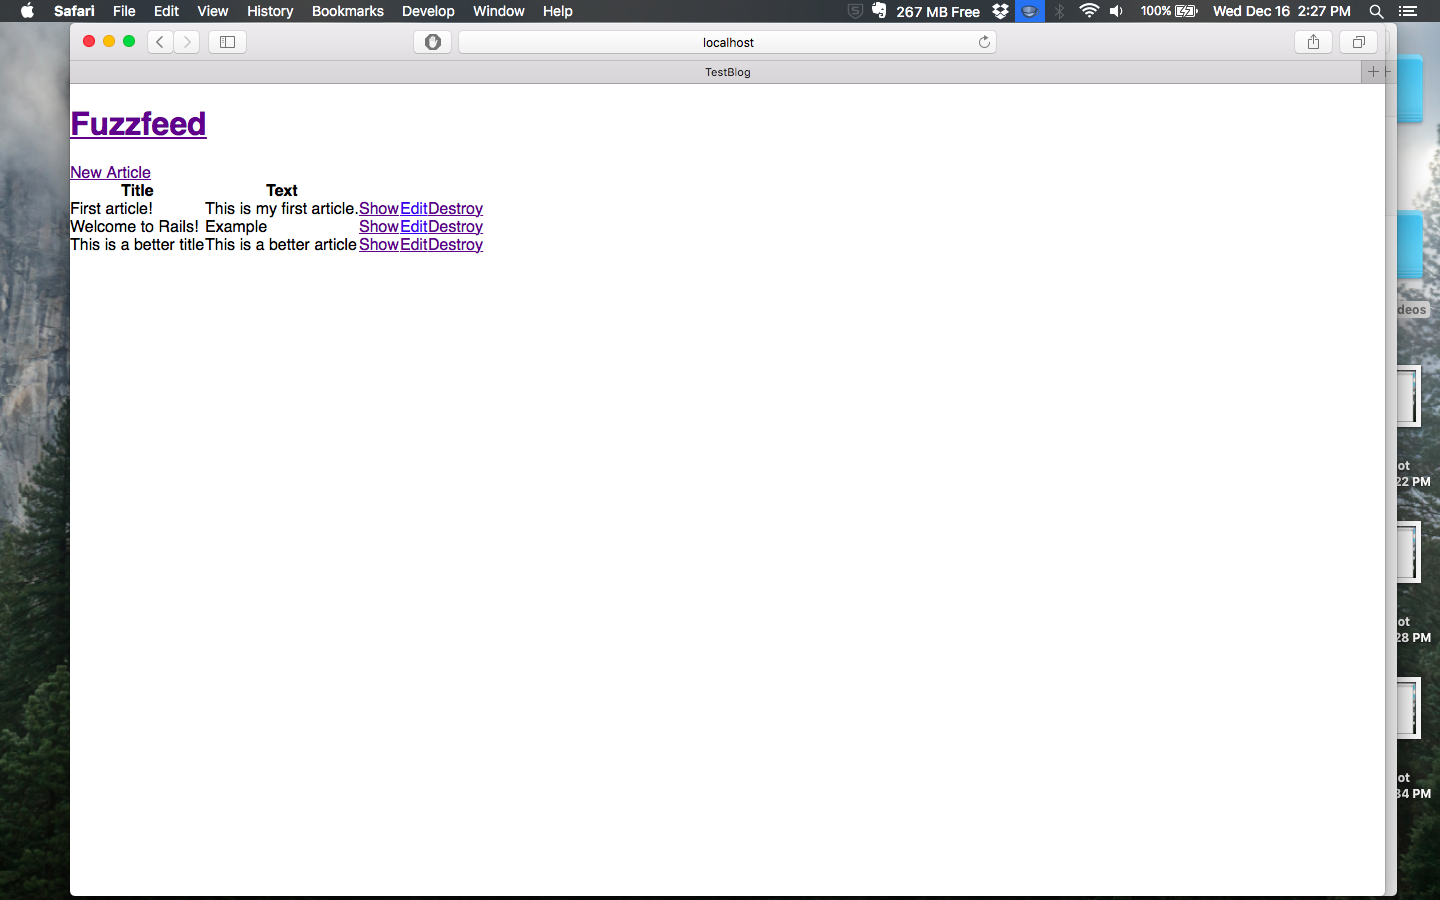 Safari File Edit View History Bookmarks Develop Window Help 267 MB Free 100% Wed Dec 16 2:27 PM
localhost
TestBlog
Fuzzfeed
New Article
Title Text
First article! This is my first article. Show Edit Destroy
Welcome to Rails! Example Show Edit Destroy
This is a better title This is a better article Show Edit Destroy
deos
ot
22 PM
ot
28 PM
ot
34 PM